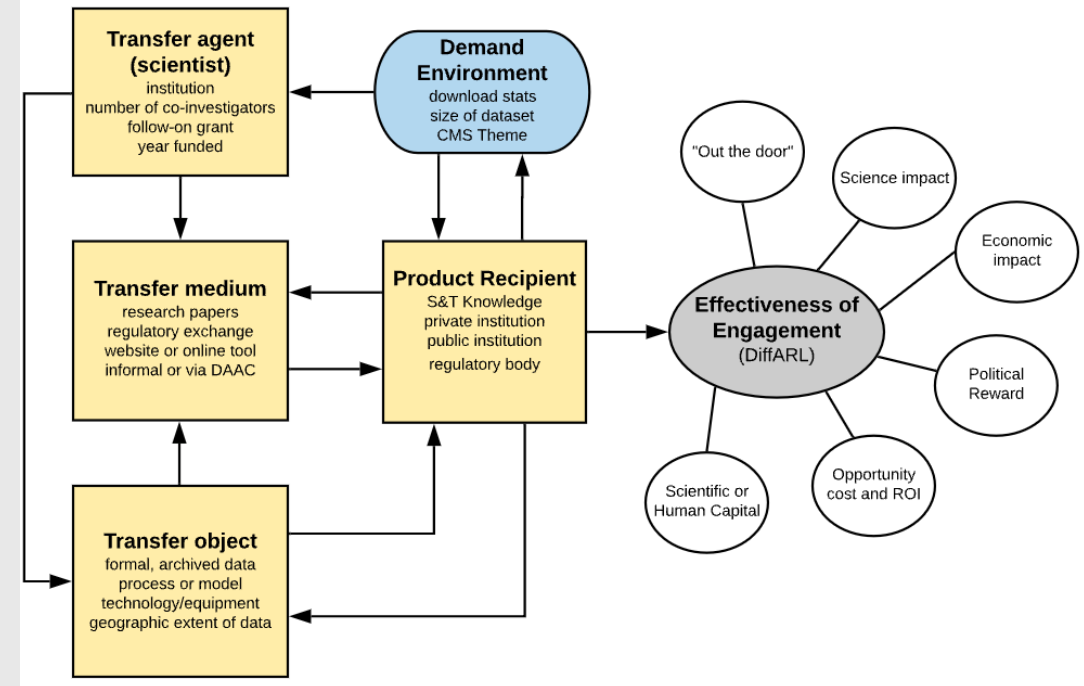 Transfer agent
(scientist)
institution
number of co-investigators
follow-on grant
year funded
Demand
Environment
download stats
size of dataset
CMS Theme
Transfer medium
research papers
regulatory exchange
website or online tool
informal or via DAAC
Product Recipient
S&T Knowledge
private institution
public institution
regulatory body
Transfer object
formal, archived data
process or model
technology/equipment
geographic extent of data
Effectiveness of
Engagement
(DiffARL)
"Out the door"
Science impact
Economic
impact
Political
Reward
Opportunity
cost and ROI
Scientific or
Human Capital